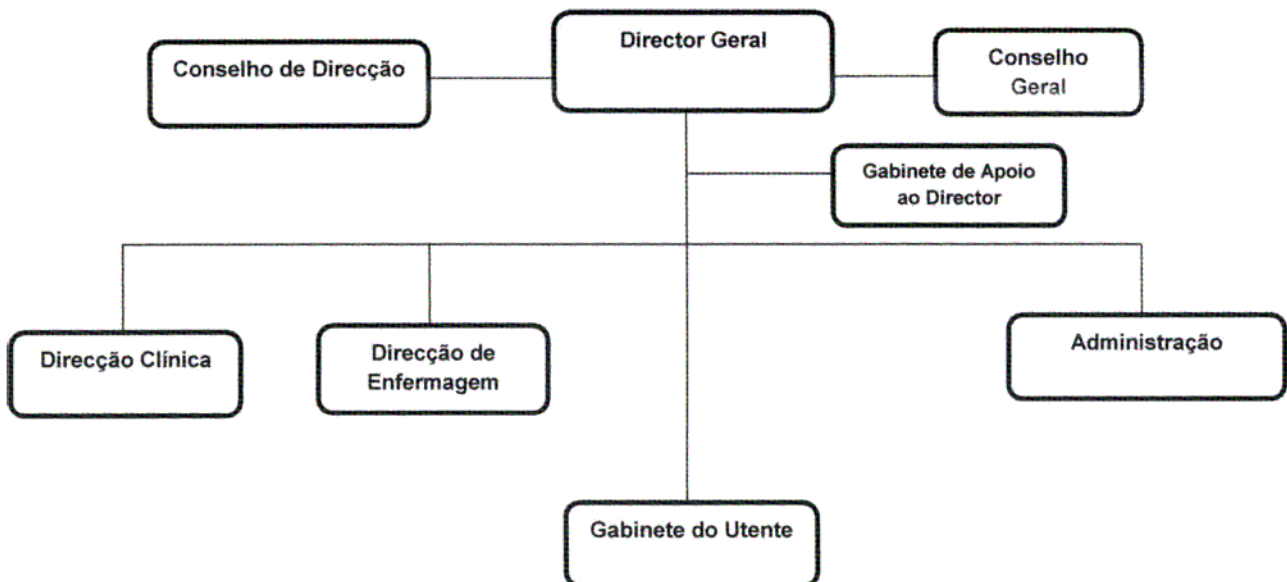 Director Geral
Conselho de Direcção
Conselho
Geral
Gabinete de Apoio
ao Director
Direcção Clínica
Direcção de
Enfermagem
Administração
Gabinete do Utente